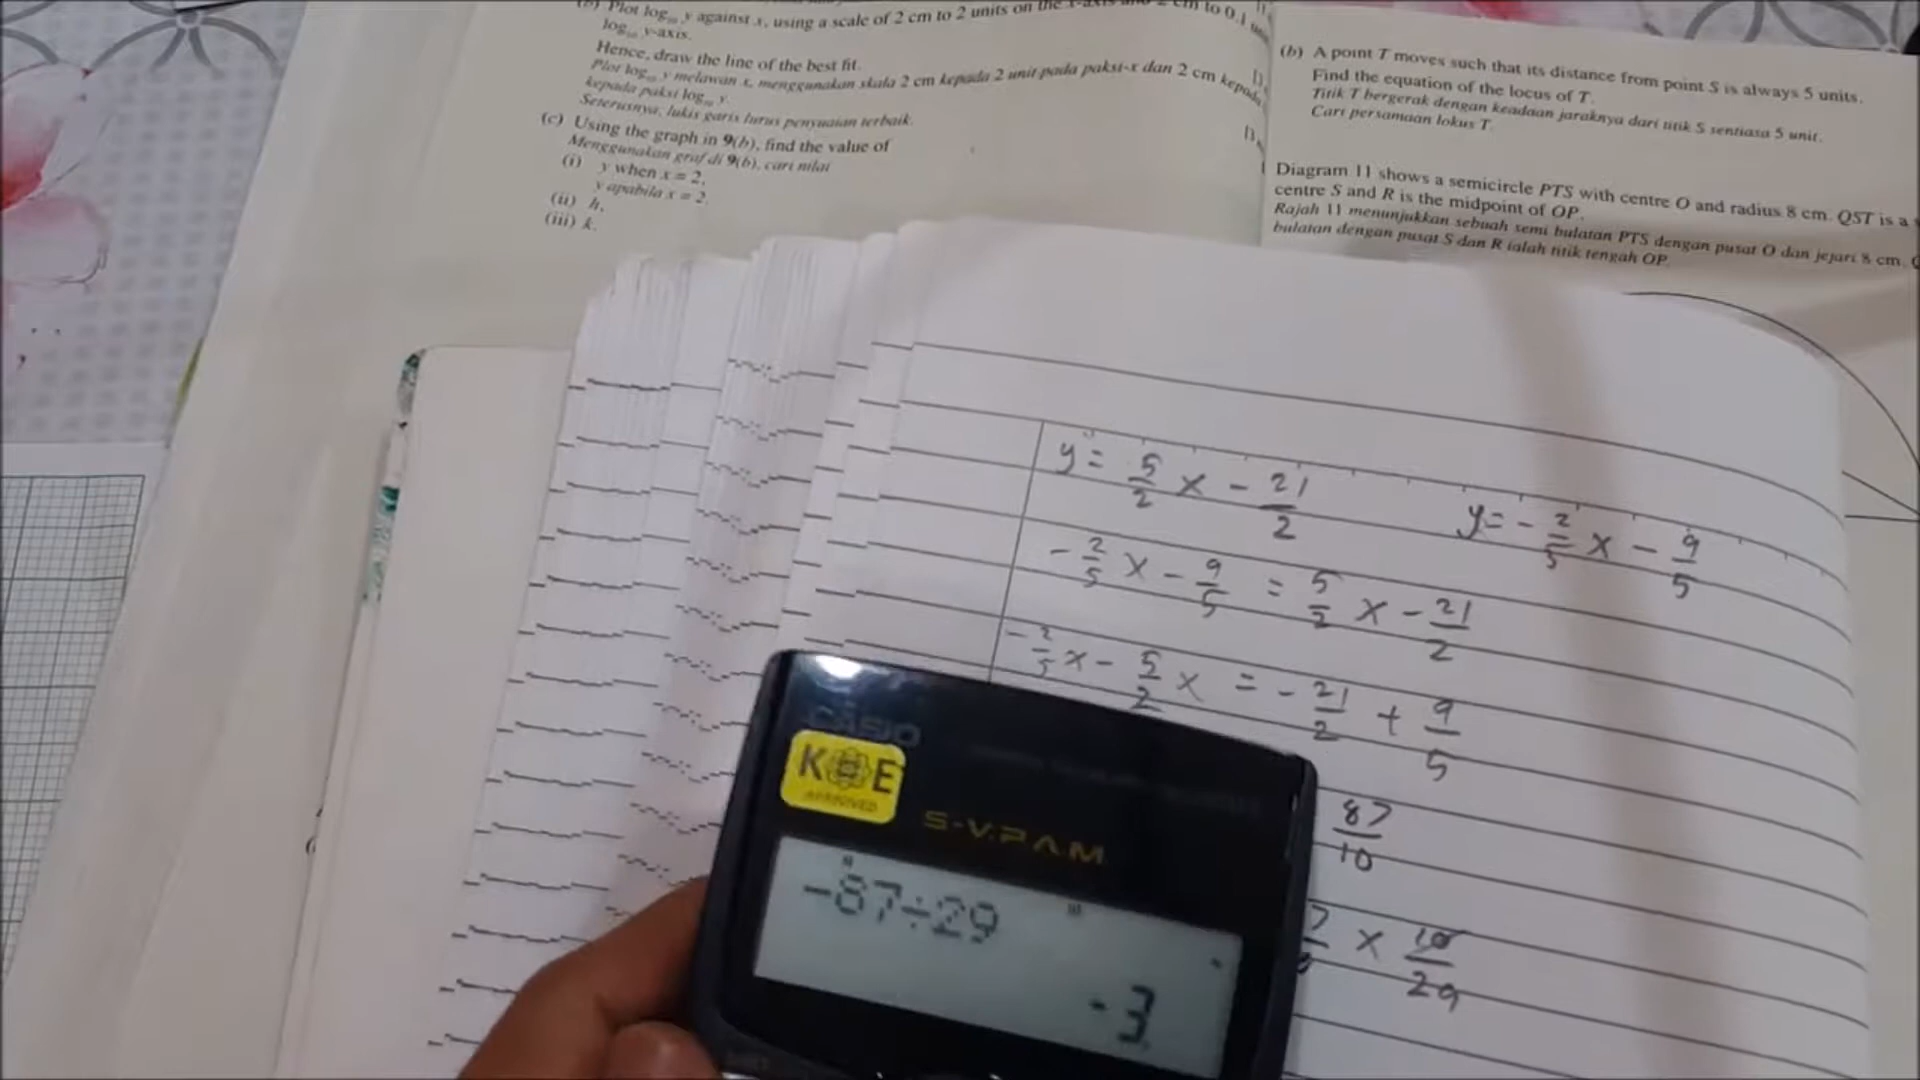 (b) Plot log₁₀ y against x, using a scale of 2 cm to 2 units on the x-axis and 2 cm to 0.1
log₁₀ y-axis.
Hence, draw the line of the best fit.
Plot log₁₀ y melawan x, menggunakan skala 2 cm kepada 2 unit pada paksi-x dan 2 cm kepada
kepada paksi log₁₀ y.
Seterusnya, lukis garis lurus penyuaian terbaik.
(c) Using the graph in 9(b), find the value of
Menggunakan graf di 9(b), cari nilai
(i) y when x = 2,
y apabila x = 2,
(ii) h,
(iii) k.
(b) A point T moves such that its distance from point S is always 5 units.
Find the equation of the locus of T.
Titik T bergerak dengan keadaan jaraknya dari titik S sentiasa 5 unit.
Cari persamaan lokus T.
Diagram 11 shows a semicircle PTS with centre O and radius 8 cm. QST is a
centre S and R is the midpoint of OP.
Rajah 11 menunjukkan sebuah semi bulatan PTS dengan pusat O dan jejari 8 cm.
bulatan dengan pusat S dan R ialah titik tengah OP.
y = 5/2 x - 21/2
y = - 2/5 x - 9/5
- 2/5 x - 9/5 = 5/2 x - 21/2
- 2/5 x - 5/2 x = - 21/2 + 9/5
87/10
× 10/29
CASIO
APPROVED
S-V.P.A.M
-87÷29
-3